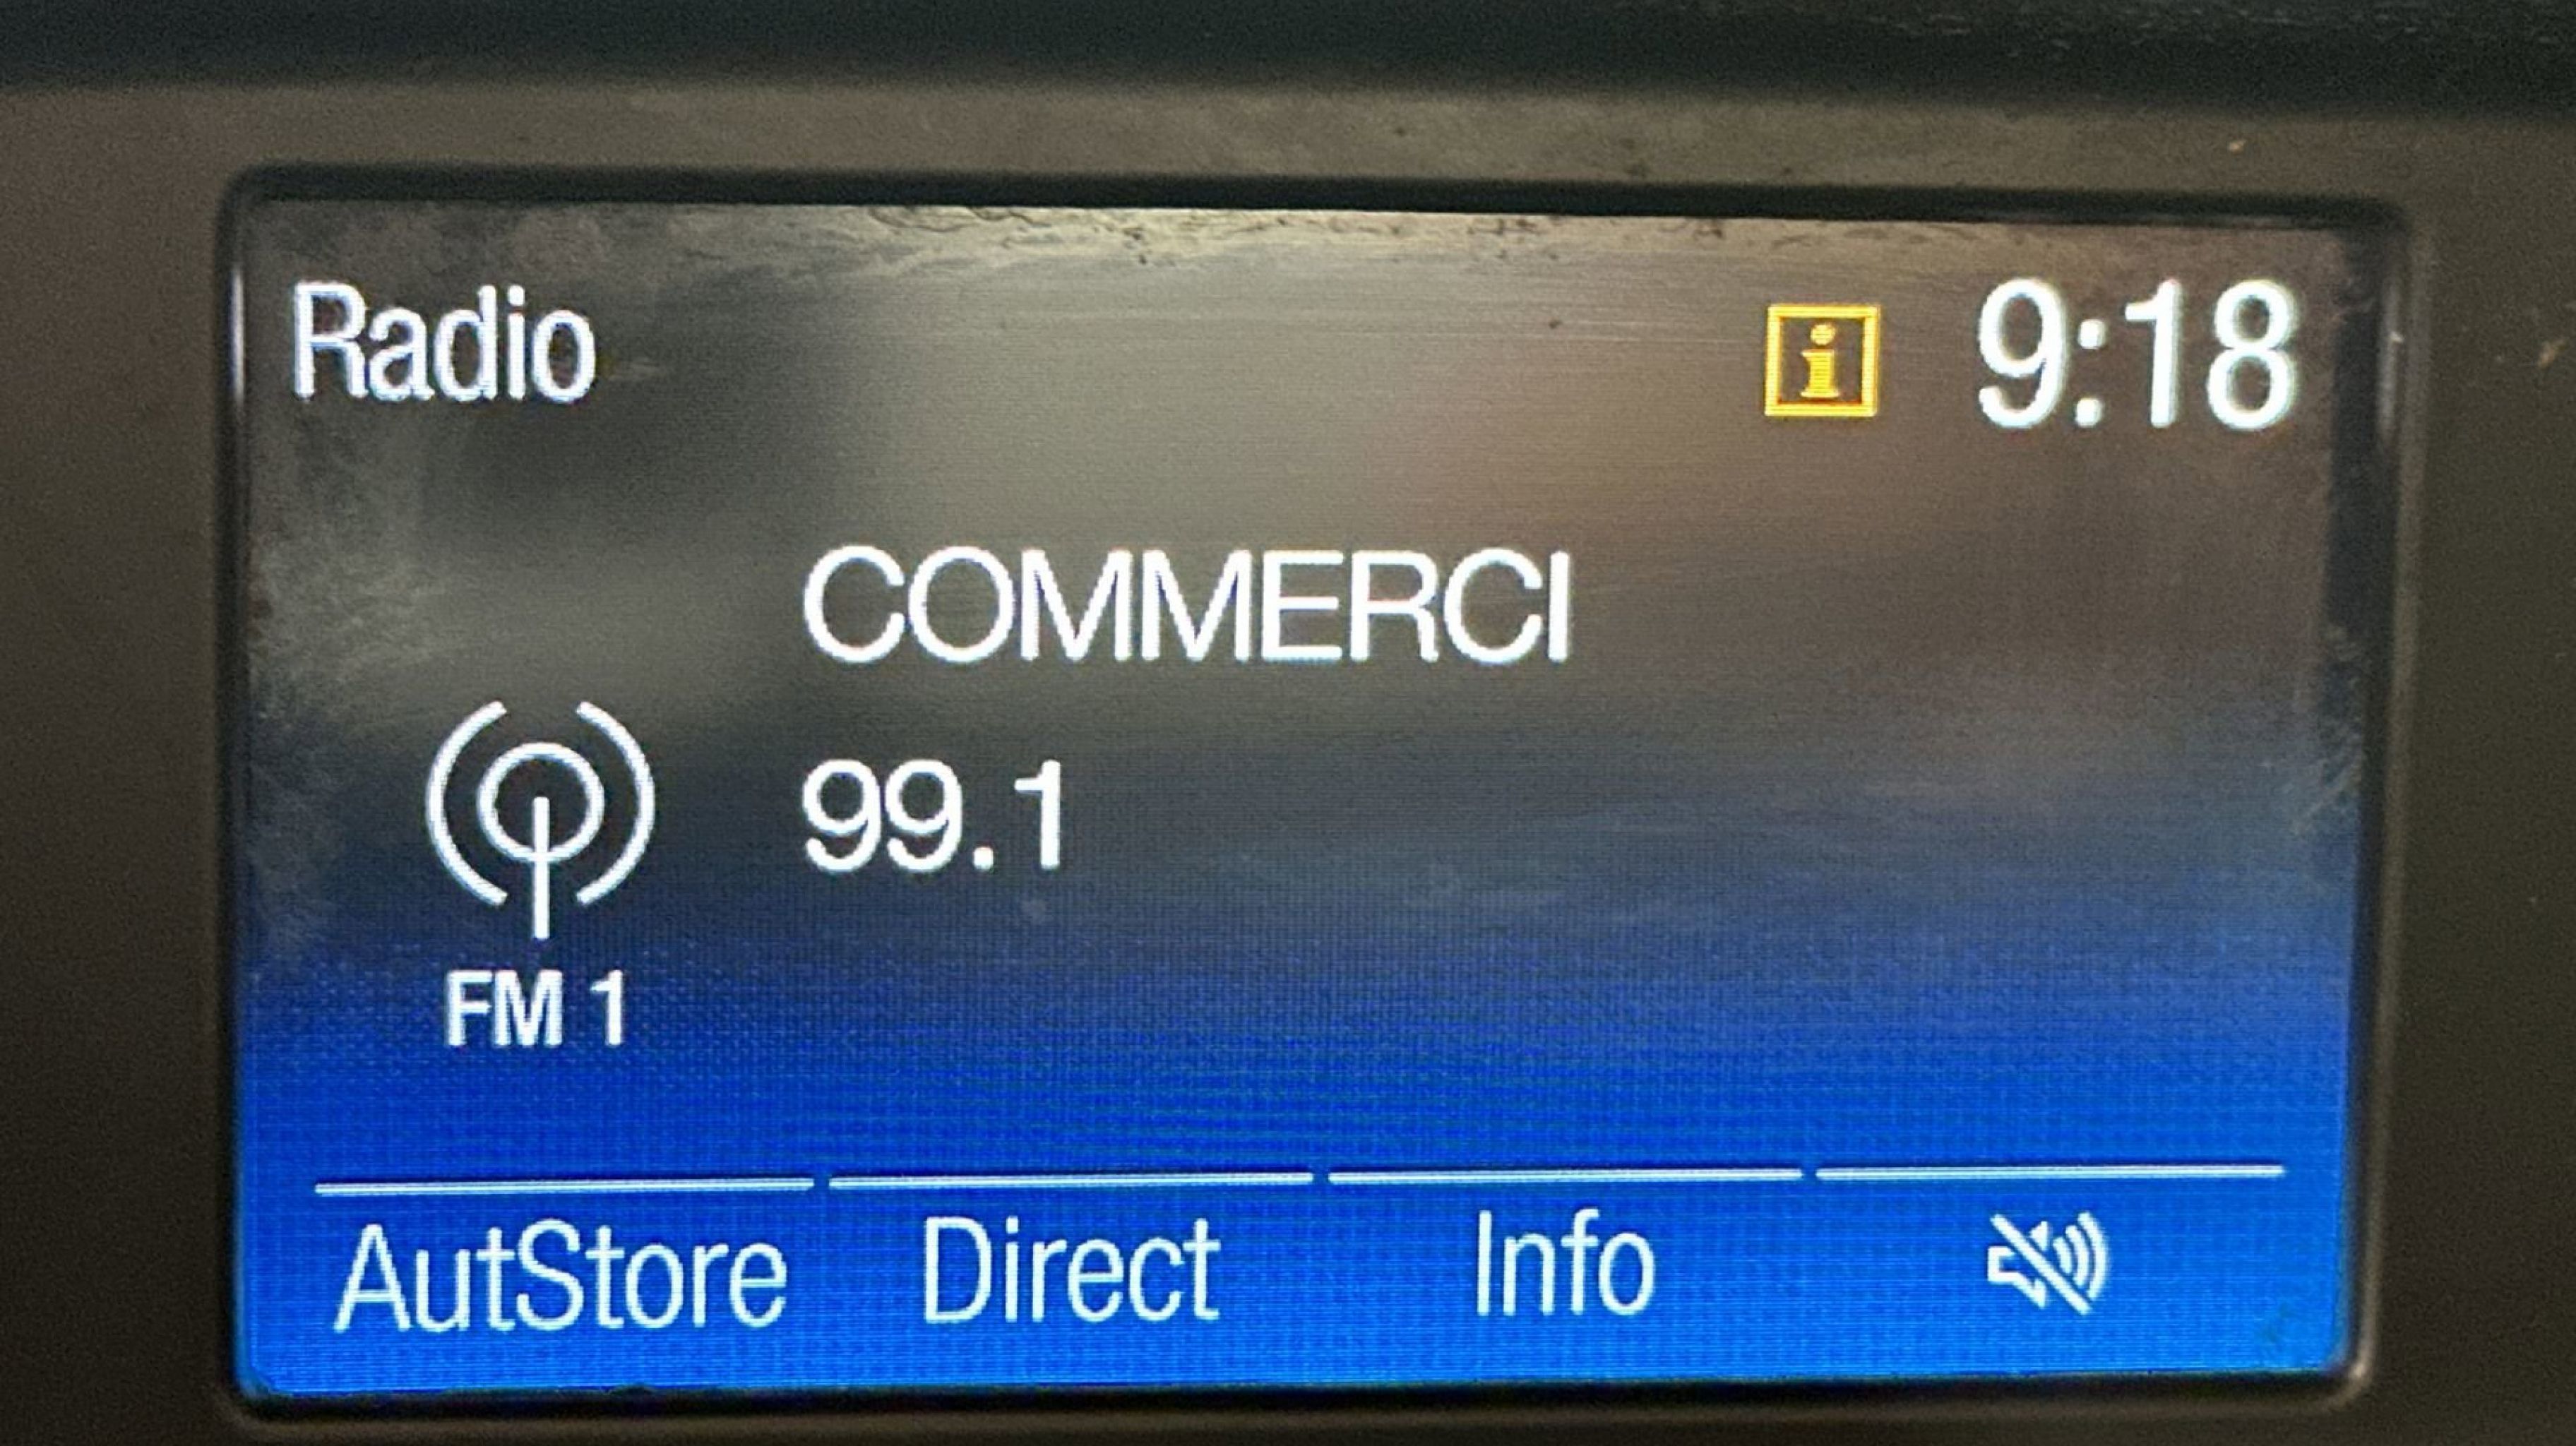 Radio
i 9:18
COMMERCI
99.1
FM 1
AutStore Direct Info